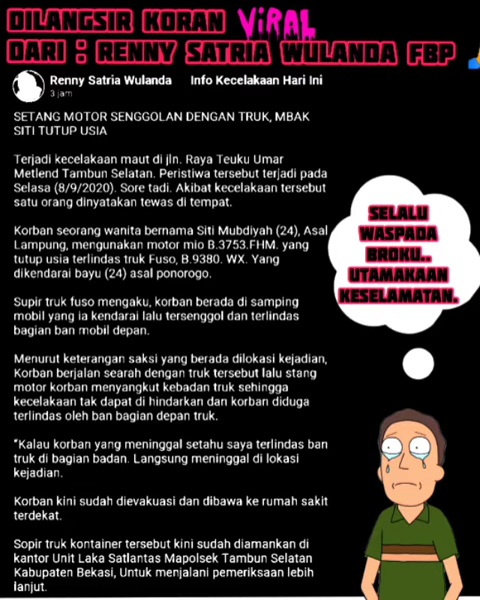 DILANGSIR KORAN VIRAL
DARI : RENNY SATRIA WULANDA FBP
Renny Satria Wulanda Info Kecelakaan Hari Ini
3 jam
SETANG MOTOR SENGGOLAN DENGAN TRUK, MBAK
SITI TUTUP USIA
Terjadi kecelakaan maut di jln. Raya Teuku Umar
Metlend Tambun Selatan. Peristiwa tersebut terjadi pada
Selasa (8/9/2020). Sore tadi. Akibat kecelakaan tersebut
satu orang dinyatakan tewas di tempat.
Korban seorang wanita bernama Siti Mubdiyah (24), Asal
Lampung, mengunakan motor mio B.3753.FHM. yang
tutup usia terlindas truk Fuso, B.9380. WX. Yang
dikendarai bayu (24) asal ponorogo.
Supir truk fuso mengaku, korban berada di samping
mobil yang ia kendarai lalu tersenggol dan terlindas
bagian ban mobil depan.
Menurut keterangan saksi yang berada dilokasi kejadian,
Korban berjalan searah dengan truk tersebut lalu stang
motor korban menyangkut kebadan truk sehingga
kecelakaan tak dapat di hindarkan dan korban diduga
terlindas oleh ban bagian depan truk.
"Kalau korban yang meninggal setahu saya terlindas ban
truk di bagian badan. Langsung meninggal di lokasi
kejadian.
Korban kini sudah dievakuasi dan dibawa ke rumah sakit
terdekat.
Sopir truk kontainer tersebut kini sudah diamankan di
kantor Unit Laka Satlantas Mapolsek Tambun Selatan
Kabupaten Bekasi, Untuk menjalani pemeriksaan lebih
lanjut.
SELALU
WASPADA
BROKU..
UTAMAKAAN
KESELAMATAN.